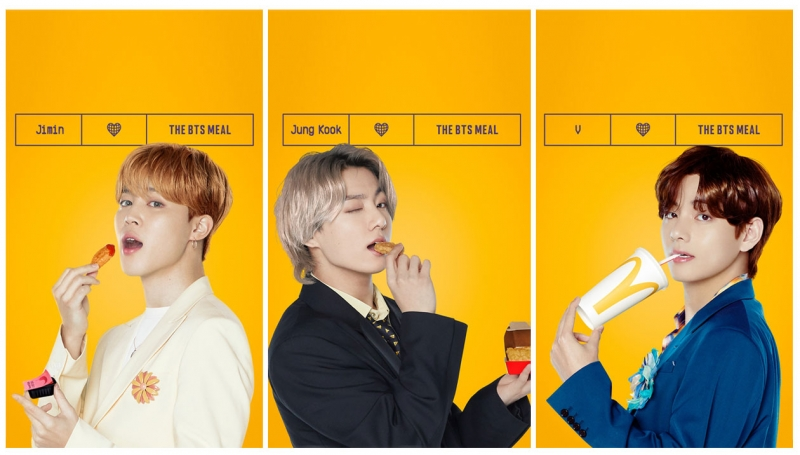 Jimin THE BTS MEAL
Jung Kook THE BTS MEAL
V THE BTS MEAL